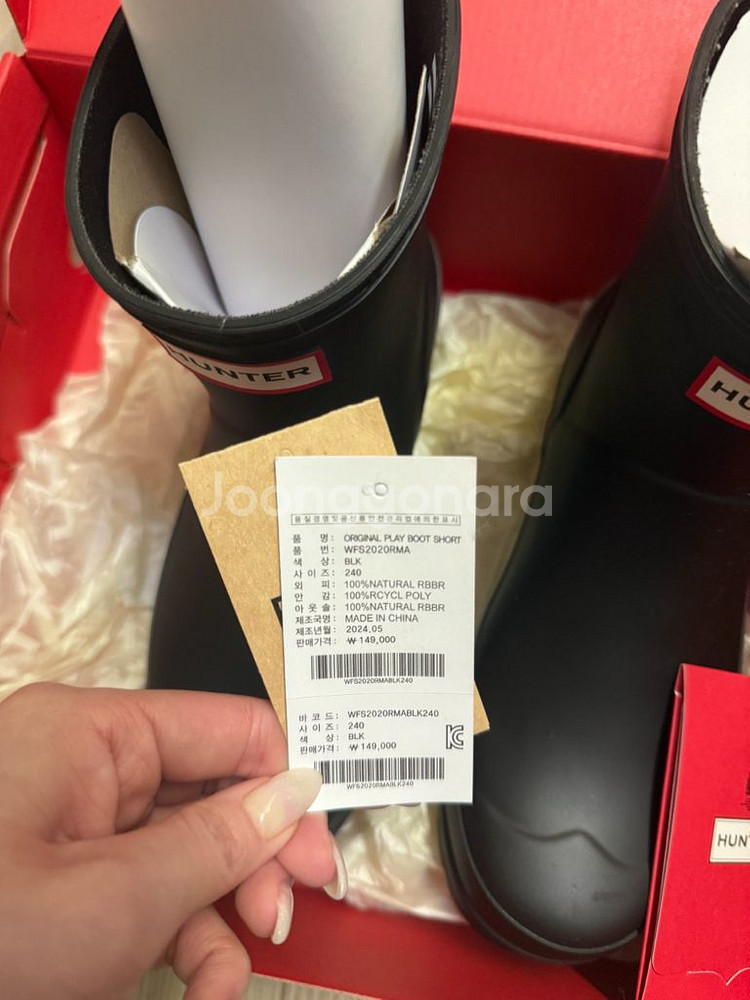 HUNTER
HU
Joongonara
품질경영및공산품안전관리법에의한표시
품 명: ORIGINAL PLAY BOOT SHORT
품 번: WFS2020RMA
색 상: BLK
사 이 즈: 240
외 피: 100%NATURAL RBBR
안 감: 100%RCYCL POLY
아 웃 솔: 100%NATURAL RBBR
제조국명: MADE IN CHINA
제조년월: 2024.05
판매가격: ₩ 149,000
WFS2020RMABLK240
바 코 드: WFS2020RMABLK240
사 이 즈: 240
색 상: BLK
판매가격: ₩ 149,000
WFS2020RMABLK240
HUNT